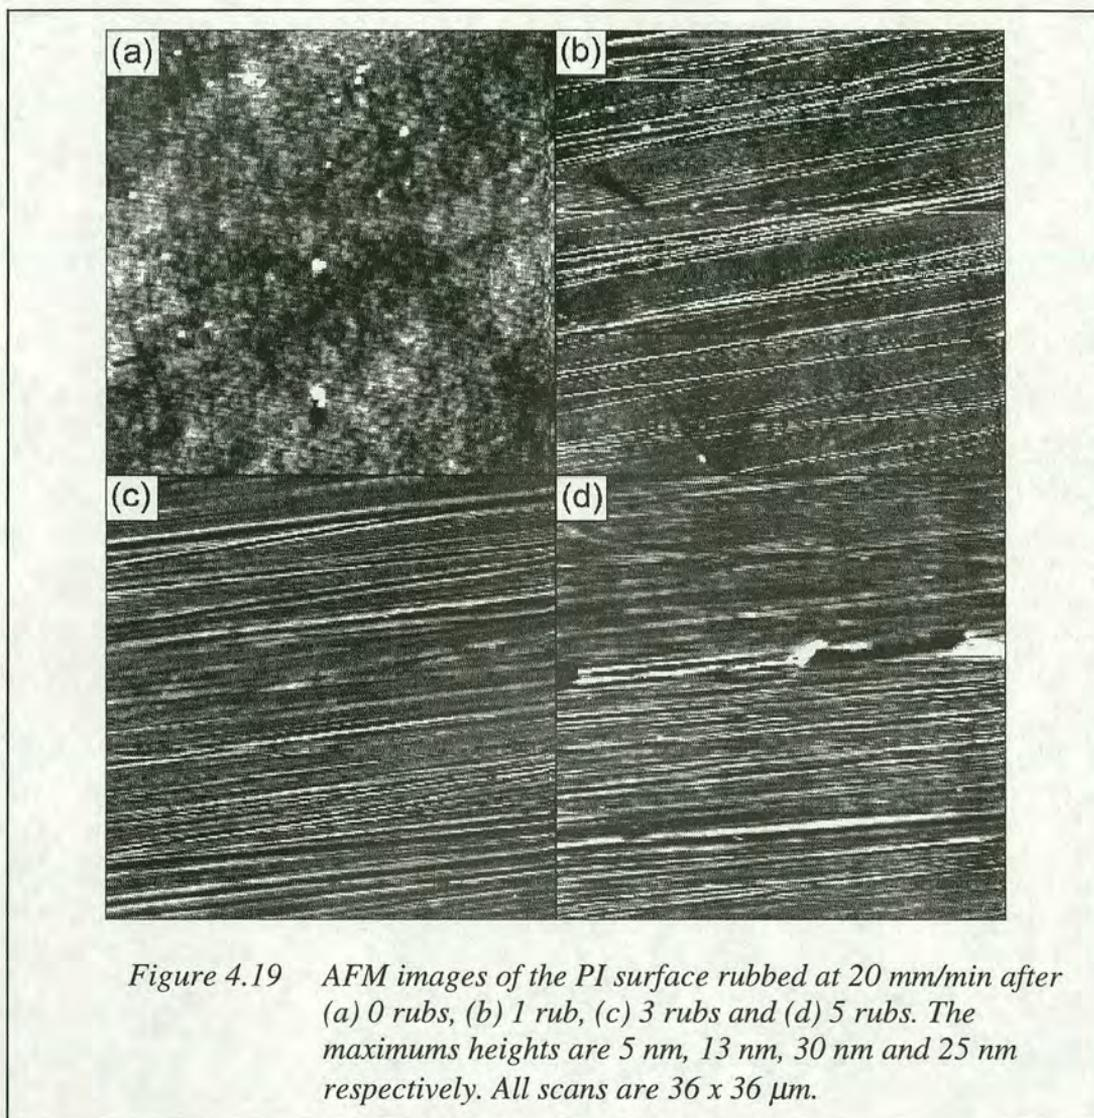 (a)
(b)
(c)
(d)
Figure 4.19 AFM images of the PI surface rubbed at 20 mm/min after
(a) 0 rubs, (b) 1 rub, (c) 3 rubs and (d) 5 rubs. The
maximums heights are 5 nm, 13 nm, 30 nm and 25 nm
respectively. All scans are 36 x 36 μm.